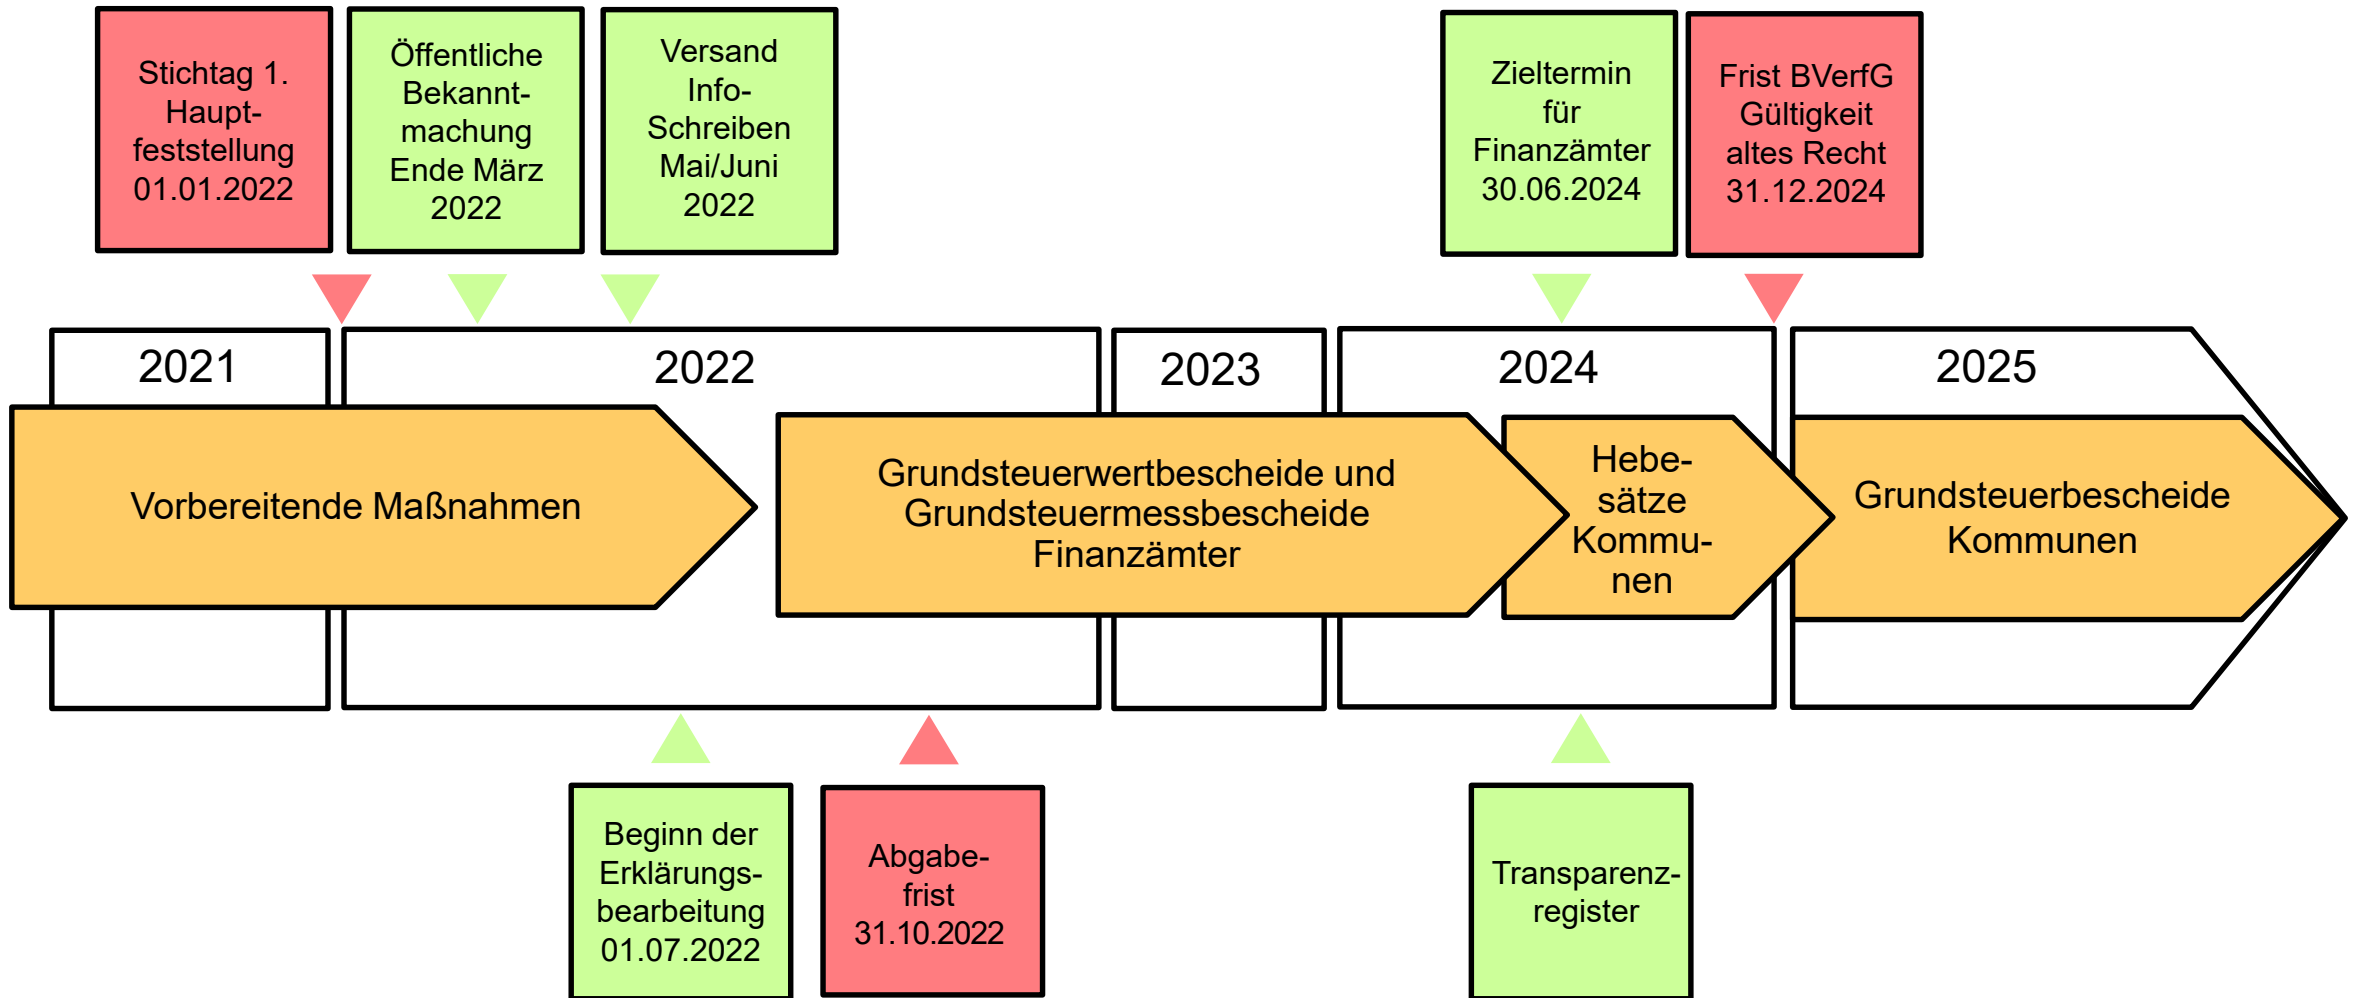 Stichtag 1.
Haupt-
feststellung
01.01.2022
Öffentliche
Bekannt-
machung
Ende März
2022
Versand
Info-
Schreiben
Mai/Juni
2022
Zieltermin
für
Finanzämter
30.06.2024
Frist BVerfG
Gültigkeit
altes Recht
31.12.2024
2021
2022
2023
2024
2025
Vorbereitende Maßnahmen
Grundsteuerwertbescheide und
Grundsteuermessbescheide
Finanzämter
Hebe-
sätze
Kommu-
nen
Grundsteuerbescheide
Kommunen
Beginn der
Erklärungs-
bearbeitung
01.07.2022
Abgabe-
frist
31.10.2022
Transparenz-
register